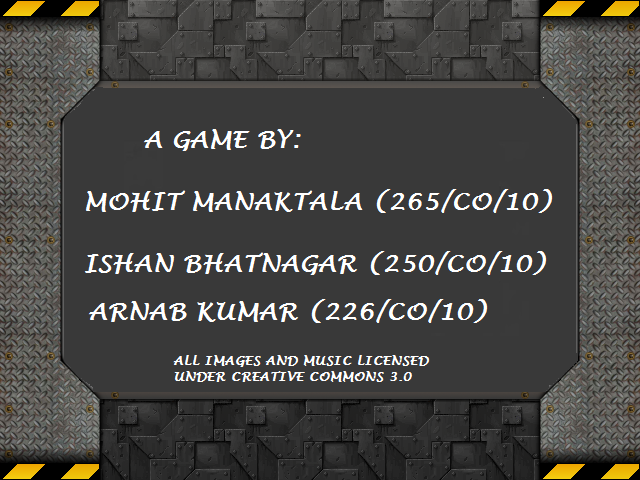 A GAME BY:
MOHIT MANAKTALA (265/CO/10)
ISHAN BHATNAGAR (250/CO/10)
ARNAB KUMAR (226/CO/10)
ALL IMAGES AND MUSIC LICENSED
UNDER CREATIVE COMMONS 3.0